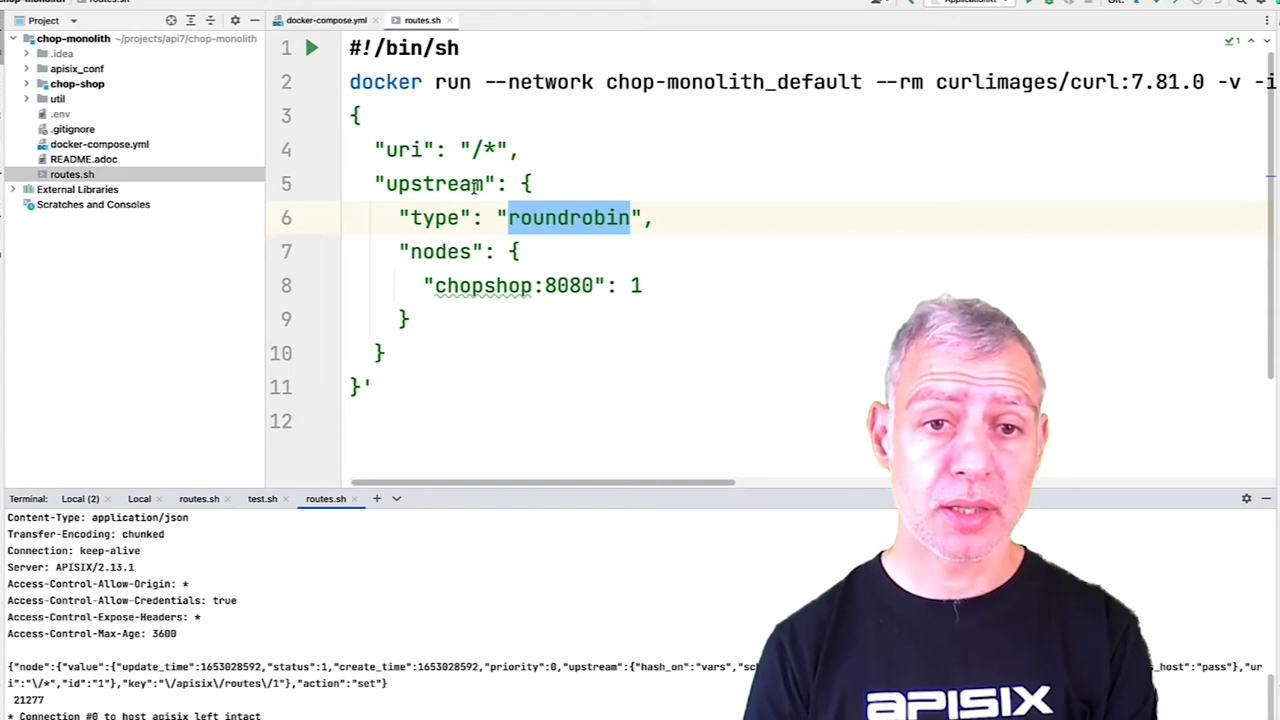 Project
docker-compose.yml
routes.sh
chop-monolith ~/projects/api7/chop-monolith
.idea
apisix_conf
chop-shop
util
.env
.gitignore
docker-compose.yml
README.adoc
routes.sh
External Libraries
Scratches and Consoles
1 #!/bin/sh
2 docker run --network chop-monolith_default --rm curlimages/curl:7.81.0 -v -i
3 {
4 "uri": "/*",
5 "upstream": {
6 "type": "roundrobin",
7 "nodes": {
8 "chopshop:8080": 1
9 }
10 }
11 }'
12
1
Terminal: Local (2) Local routes.sh test.sh routes.sh
Content-Type: application/json
Transfer-Encoding: chunked
Connection: keep-alive
Server: APISIX/2.13.1
Access-Control-Allow-Origin: *
Access-Control-Allow-Credentials: true
Access-Control-Expose-Headers: *
Access-Control-Max-Age: 3600
{"node":{"value":{"update_time":1653028592,"status":1,"create_time":1653028592,"priority":0,"upstream":{"hash_on":"vars","sc s_host":"pass"},"ur
i":"\/*","id":"1"},"key":"\/apisix\/routes\/1"},"action":"set"}
21277
* Connection #0 to host apisix left intact
APISIX